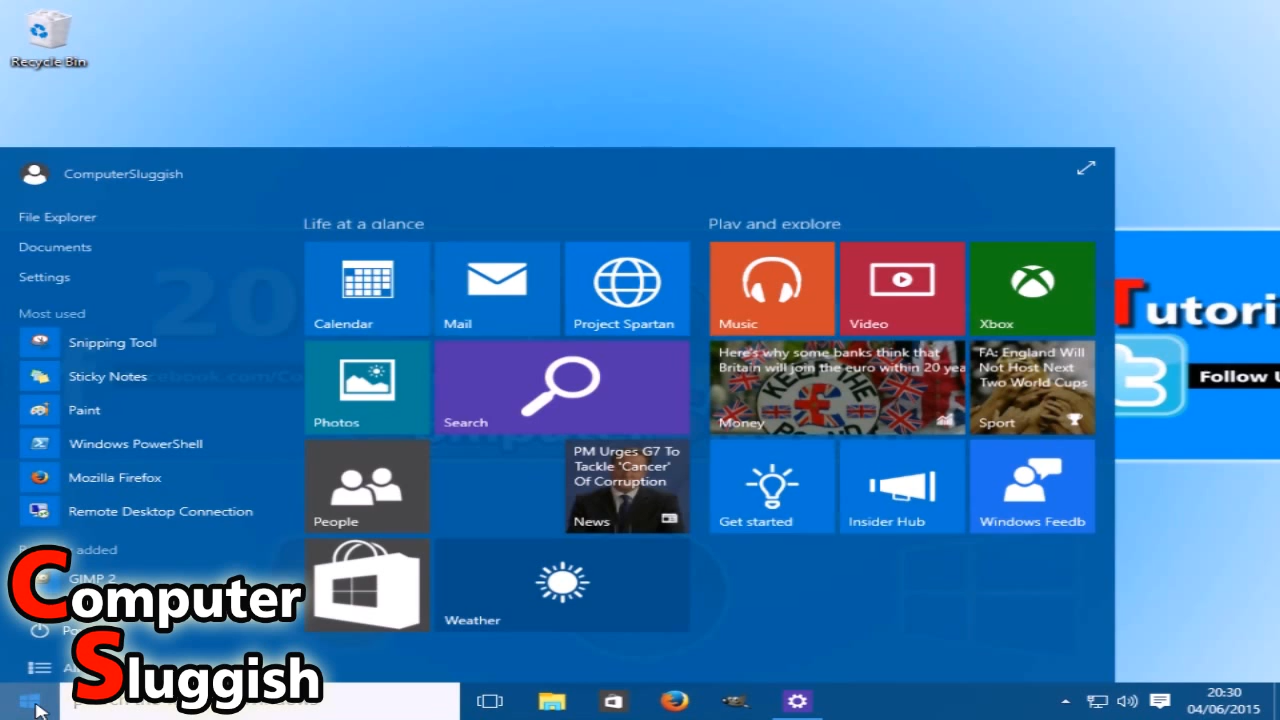 Recycle Bin
ComputerSluggish
File Explorer
Documents
Settings
Most used
Snipping Tool
Sticky Notes
Paint
Windows PowerShell
Mozilla Firefox
Remote Desktop Connection
added
GIMP 2
Life at a glance
Calendar
Mail
Project Spartan
Photos
Search
People
PM Urges G7 To
Tackle 'Cancer'
Of Corruption
News
Weather
Play and explore
Music
Video
Xbox
Here's why some banks think that
Britain will join the euro within 20 yea
Money
FA: England Will
Not Host Next
Two World Cups
Sport
Get started
Insider Hub
Windows Feedb
20
Tutori
Follow U
Computer
Sluggish
20:30
04/06/2015